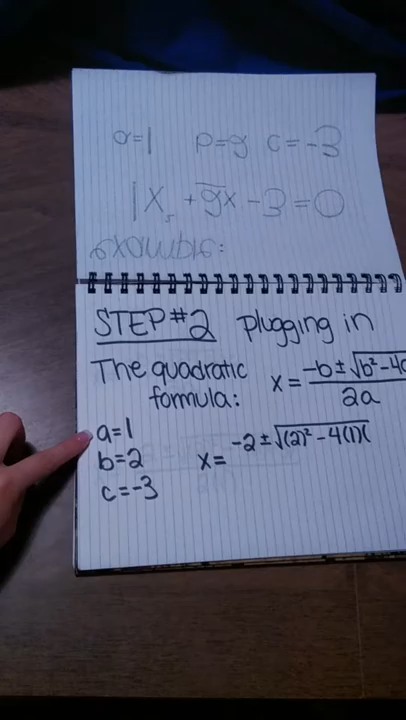 example:
1x² + 2x - 3 = 0
a=1 b=2 c=-3
STEP #2 plugging in
The quadratic formula: x = -b ± √b² - 4c / 2a
a=1
b=2
c=-3
x = -2 ± √(2)² - 4(1)(